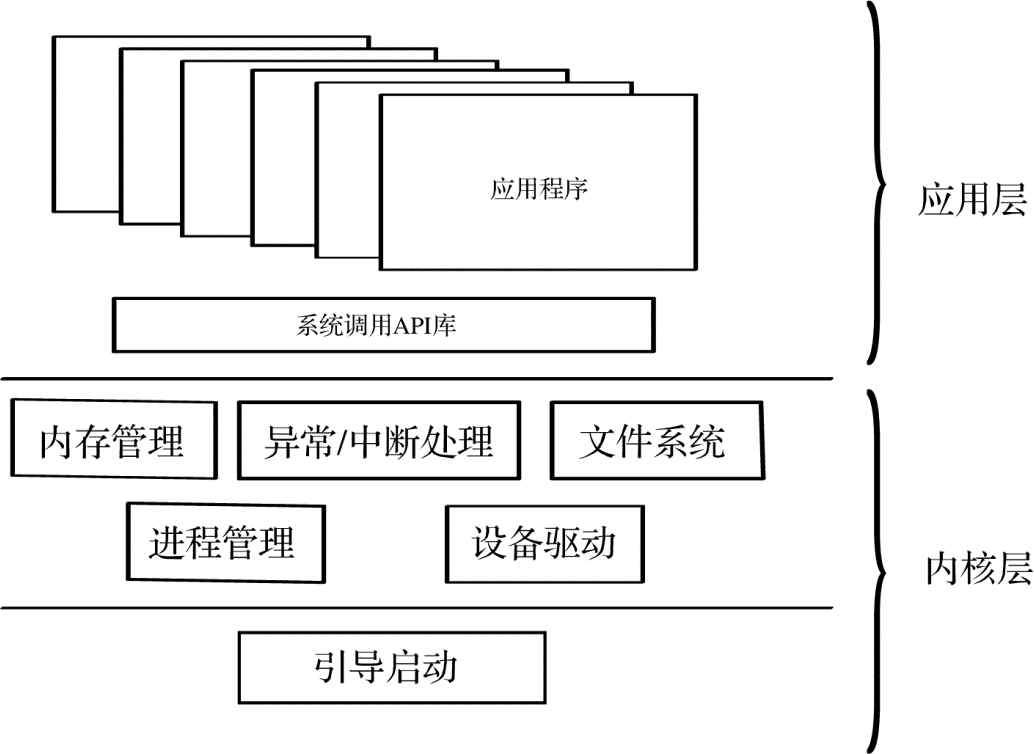 应用程序
应用层
系统调用API库
内存管理
异常/中断处理
文件系统
进程管理
设备驱动
内核层
引导启动